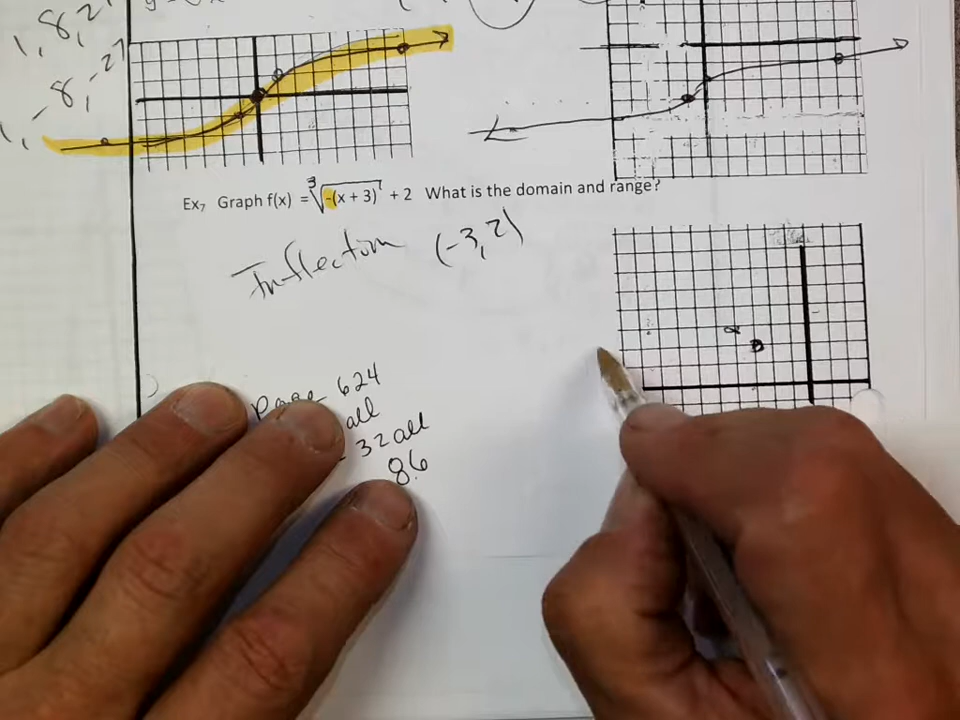 1, 8, 2
1, -8, -2
Ex₇ Graph f(x) = ∛-(x + 3) + 2 What is the domain and range?
Inflection (-3, 2)
page 624
all
- 32 all
86